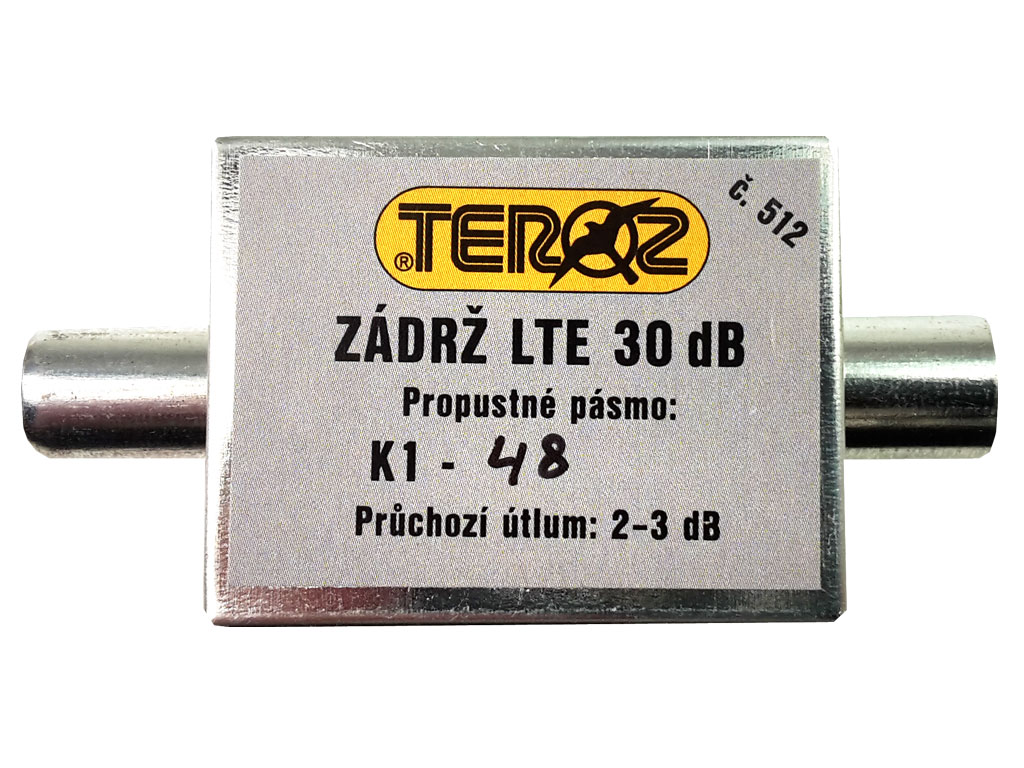 č. 512
® TEROZ
ZÁDRŽ LTE 30 dB
Propustné pásmo:
K1 - 48
Průchozí útlum: 2-3 dB